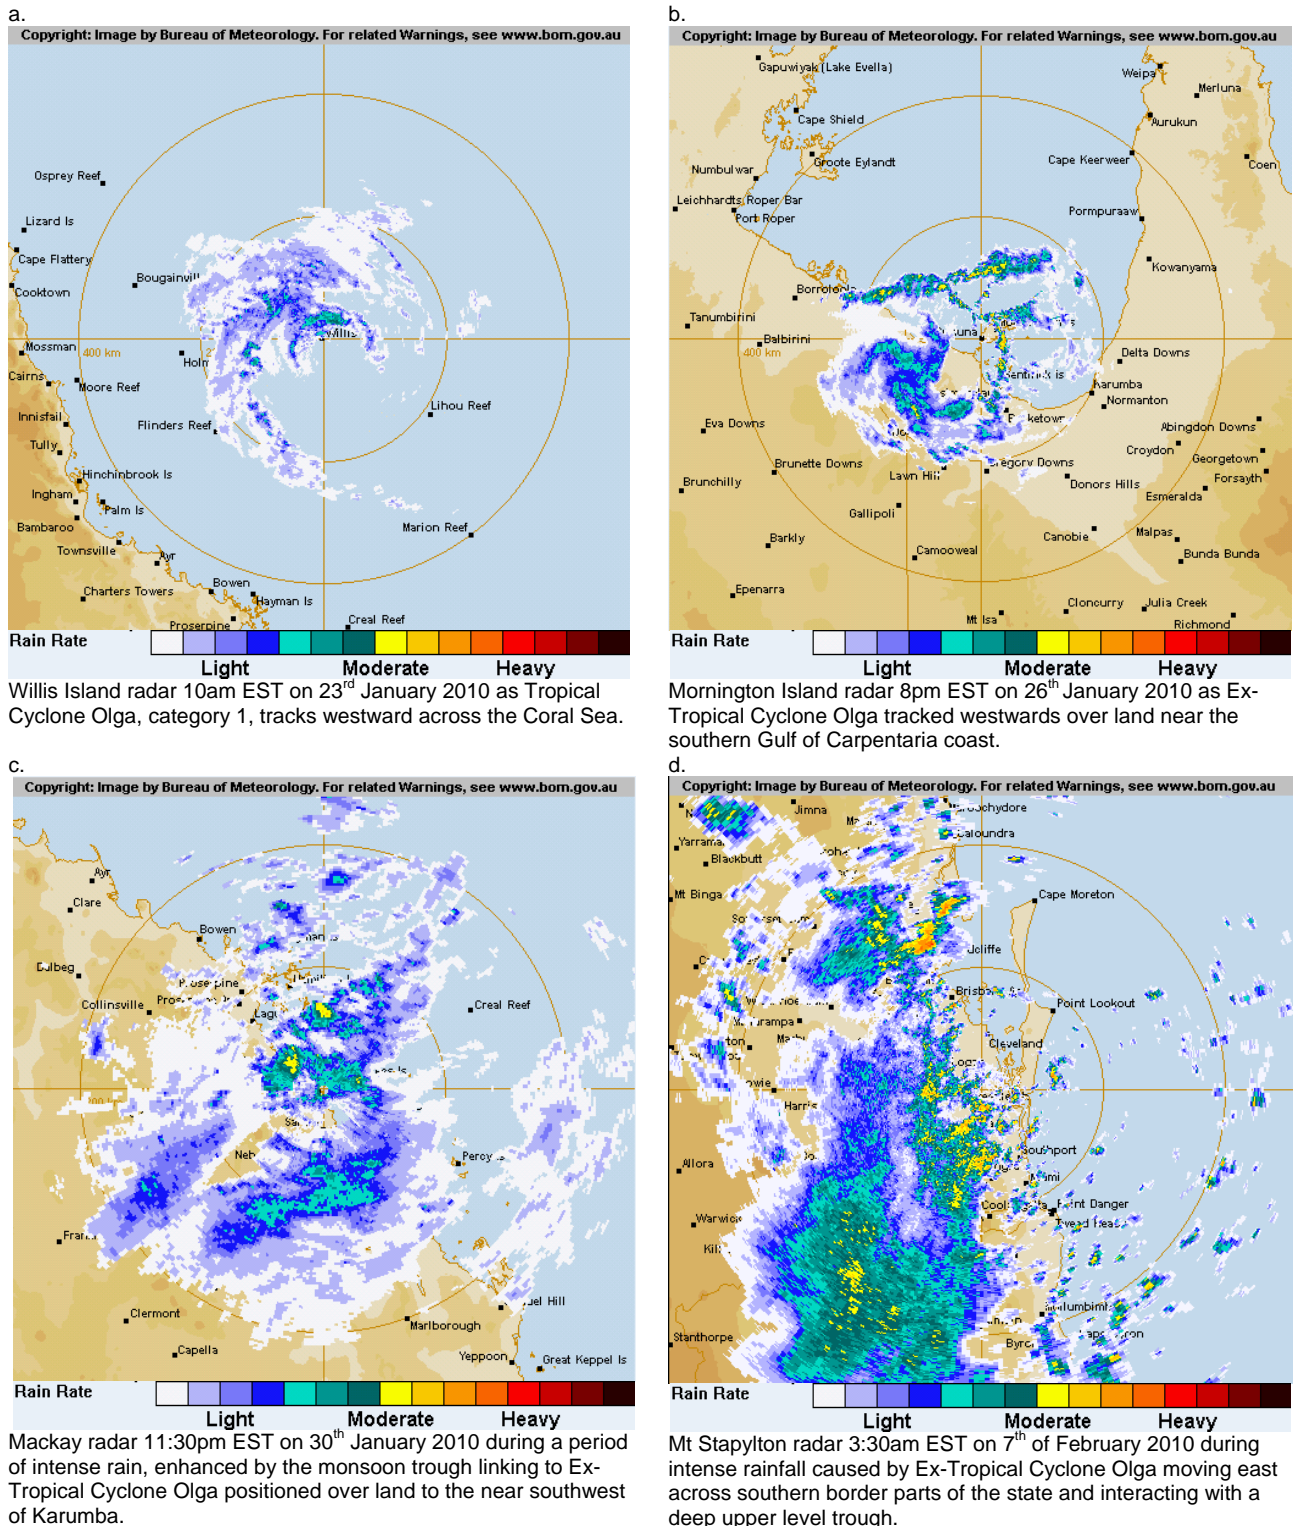 a.
Copyright: Image by Bureau of Meteorology. For related Warnings, see www.bom.gov.au
Osprey Reef
Lizard Is
Cape Flattery
Bougainvill
Cooktown
Willis
Mossman
400 km
Holm
Cairns
Moore Reef
Innisfail
Lihou Reef
Flinders Reef
Tully
Hinchinbrook Is
Ingham
Palm Is
Bambaroo
Marion Reef
Townsville
Ayr
Charters Towers
Bowen
Hayman Is
Proserpine
Creal Reef
Rain Rate
Light Moderate Heavy
Willis Island radar 10am EST on 23rd January 2010 as Tropical
Cyclone Olga, category 1, tracks westward across the Coral Sea.
b.
Copyright: Image by Bureau of Meteorology. For related Warnings, see www.bom.gov.au
Gapuwiyak (Lake Evella)
Weipa
Merluna
Cape Shield
Aurukun
Groote Eylandt
Cape Keerweer
Coen
Numbulwar
Leichhardts Roper Bar
Port Roper
Pormpuraaw
Kowanyama
Borroloola
Tanumbirini
Balbirini
400 km
Delta Downs
Karumba
Normanton
Eva Downs
Abingdon Downs
Croydon
Georgetown
Brunette Downs
Lawn Hill
Gregory Downs
Forsayth
Brunchilly
Donors Hills
Esmeralda
Gallipoli
Barkly
Canobie
Malpas
Camooweal
Bunda Bunda
Epenarra
Cloncurry
Julia Creek
Mt Isa
Richmond
Rain Rate
Light Moderate Heavy
Mornington Island radar 8pm EST on 26th January 2010 as Ex-
Tropical Cyclone Olga tracked westwards over land near the
southern Gulf of Carpentaria coast.
c.
Copyright: Image by Bureau of Meteorology. For related Warnings, see www.bom.gov.au
Ayr
Clare
Bowen
Dalbeg
Proserpine
Collinsville
Creal Reef
Lagu
Neb
Percy Is
Fran
Clermont
Marlborough
Capella
Yeppoon
Great Keppel Is
Rain Rate
Light Moderate Heavy
Mackay radar 11:30pm EST on 30th January 2010 during a period
of intense rain, enhanced by the monsoon trough linking to Ex-
Tropical Cyclone Olga positioned over land to the near southwest
of Karumba.
d.
Copyright: Image by Bureau of Meteorology. For related Warnings, see www.bom.gov.au
Jimna
Caloundra
Yarraman
Blackbutt
Mt Binga
Cape Moreton
Point Lookout
Cleveland
Harris
Southport
Allora
Point Danger
Warwick
Stanthorpe
Byron
Rain Rate
Light Moderate Heavy
Mt Stapylton radar 3:30am EST on 7th of February 2010 during
intense rainfall caused by Ex-Tropical Cyclone Olga moving east
across southern border parts of the state and interacting with a
deep upper level trough.